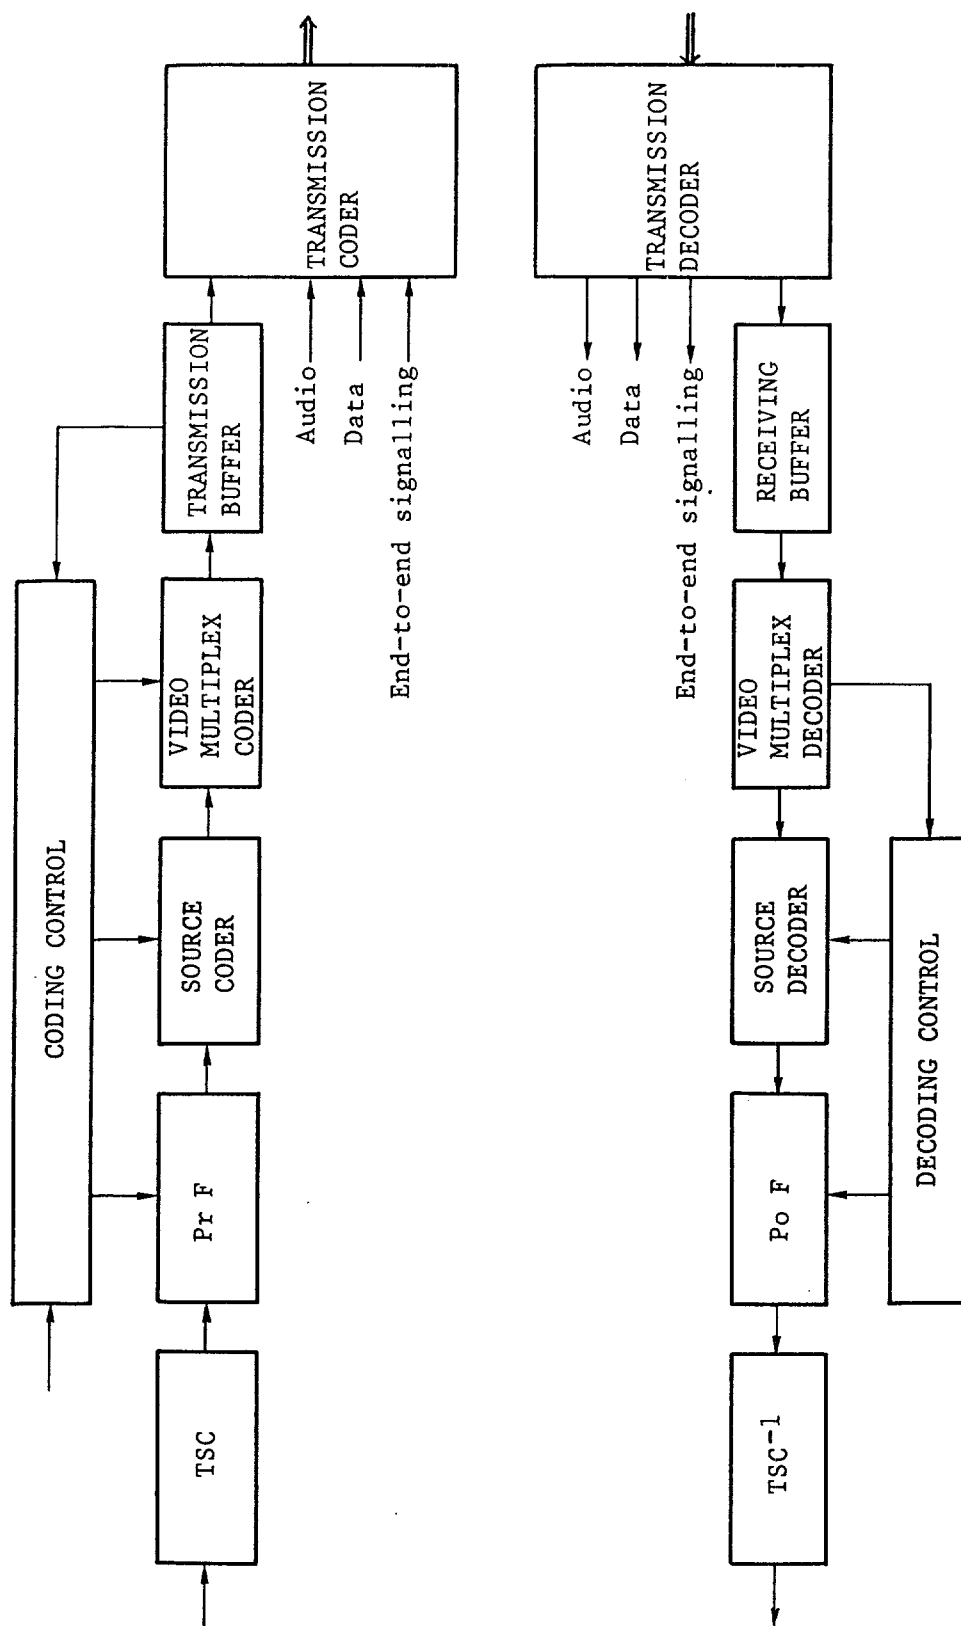 CODING CONTROL
TSC
Pr F
SOURCE
CODER
VIDEO
MULTIPLEX
CODER
TRANSMISSION
BUFFER
TRANSMISSION
CODER
Audio
Data
End-to-end signalling
TRANSMISSION
DECODER
Audio
Data
End-to-end signalling
RECEIVING
BUFFER
VIDEO
MULTIPLEX
DECODER
SOURCE
DECODER
Po F
TSC-1
DECODING CONTROL